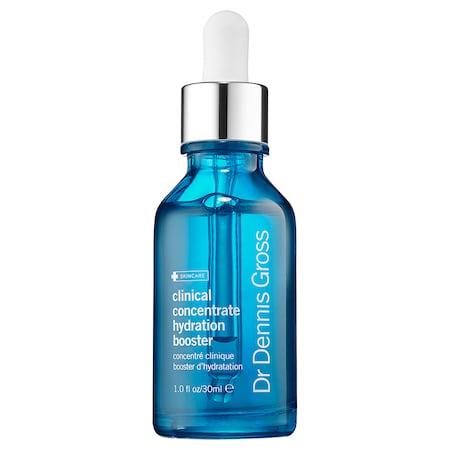 SKINCARE
clinical
concentrate
hydration
booster
concentré clinique
booster d'hydratation
1.0 fl oz/30ml ℮
Dr Dennis Gross